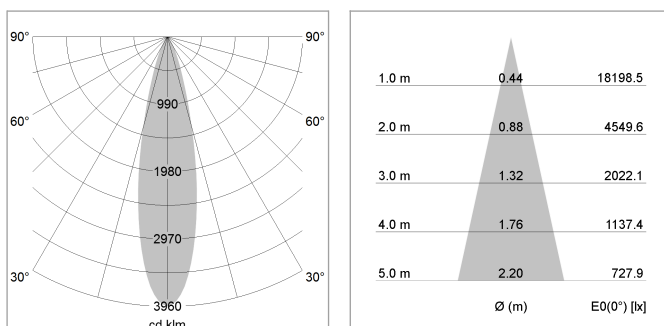 90° 90°
990
60° 60°
1980
2970
30° 30°
3960
cd klm
1.0 m 0.44 18198.5
2.0 m 0.88 4549.6
3.0 m 1.32 2022.1
4.0 m 1.76 1137.4
5.0 m 2.20 727.9
Ø (m) E0(0°) [lx]